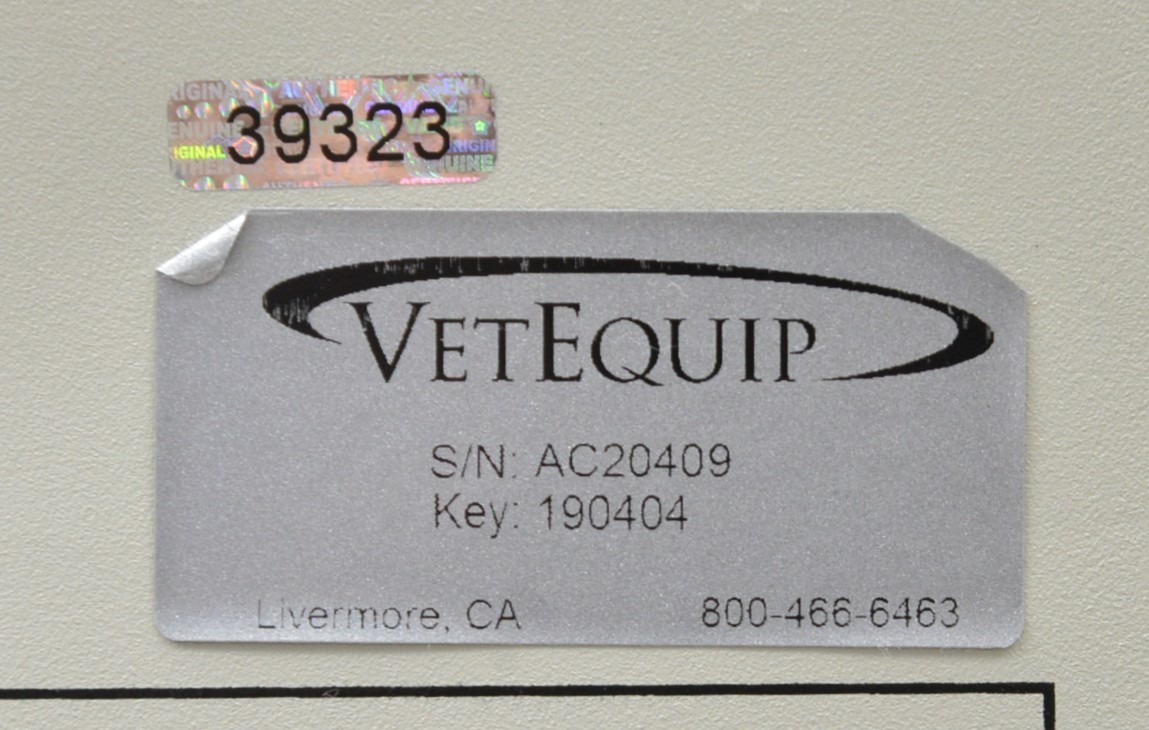 39323
VETEQUIP
S/N: AC20409
Key: 190404
Livermore, CA
800-466-6463